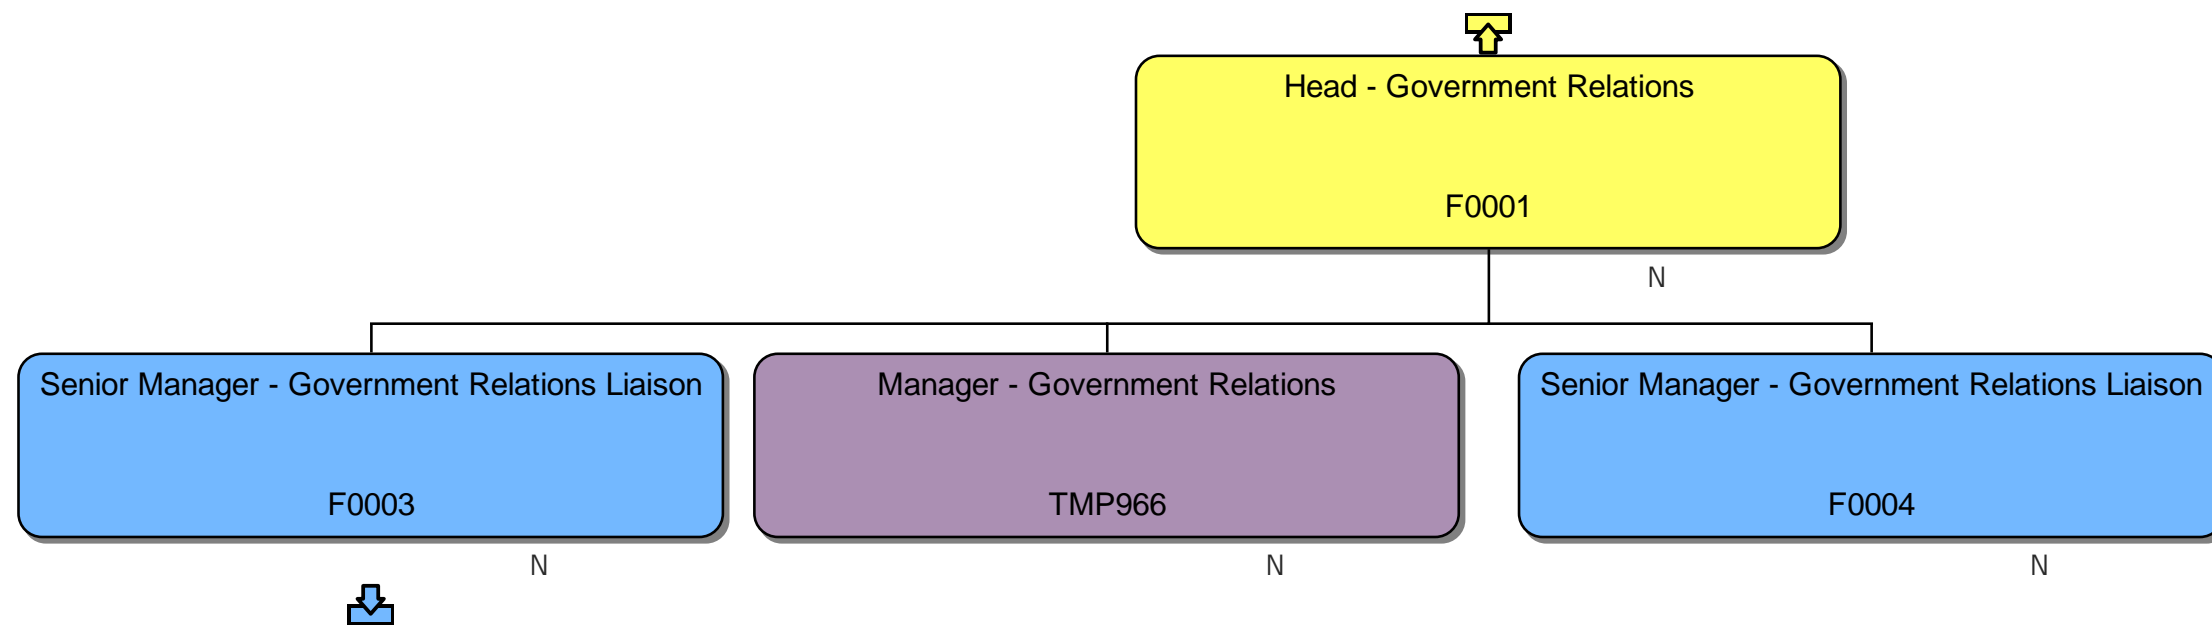 Head - Government Relations
F0001
N
Senior Manager - Government Relations Liaison
F0003
N
Manager - Government Relations
TMP966
N
Senior Manager - Government Relations Liaison
F0004
N